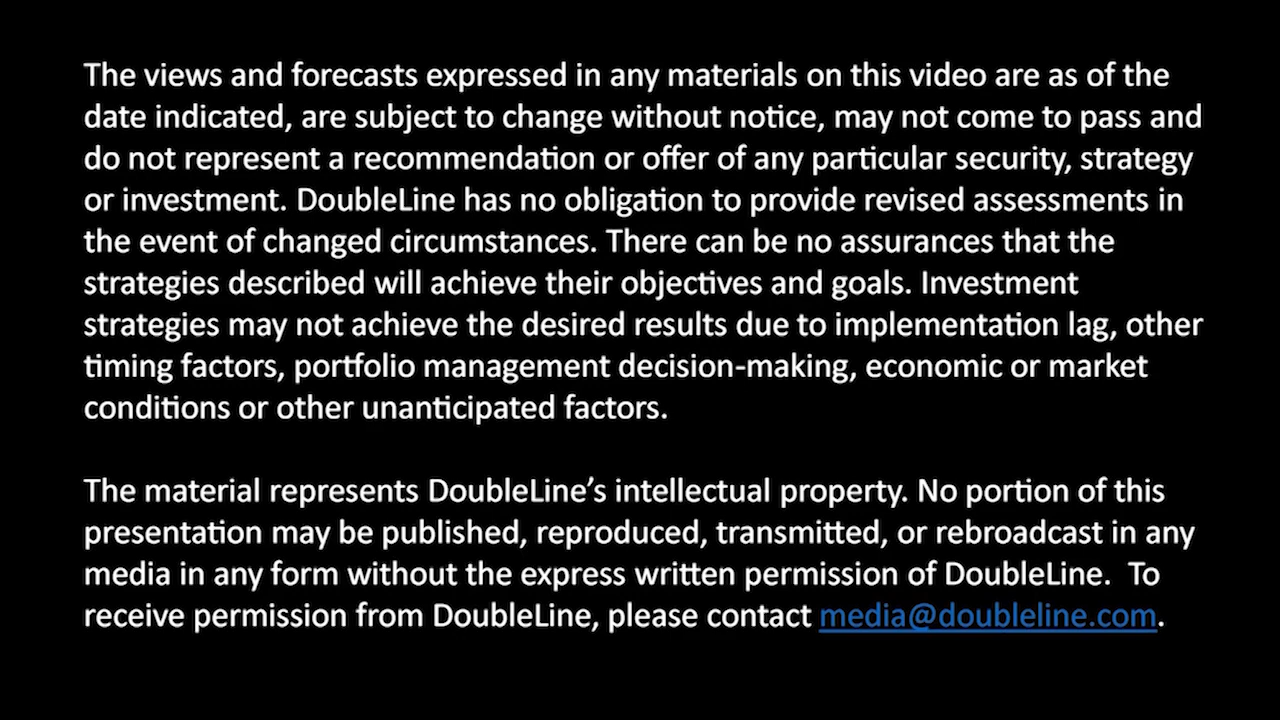 The views and forecasts expressed in any materials on this video are as of the
date indicated, are subject to change without notice, may not come to pass and
do not represent a recommendation or offer of any particular security, strategy
or investment. DoubleLine has no obligation to provide revised assessments in
the event of changed circumstances. There can be no assurances that the
strategies described will achieve their objectives and goals. Investment
strategies may not achieve the desired results due to implementation lag, other
timing factors, portfolio management decision-making, economic or market
conditions or other unanticipated factors.
The material represents DoubleLine’s intellectual property. No portion of this
presentation may be published, reproduced, transmitted, or rebroadcast in any
media in any form without the express written permission of DoubleLine.  To
receive permission from DoubleLine, please contact media@doubleline.com.